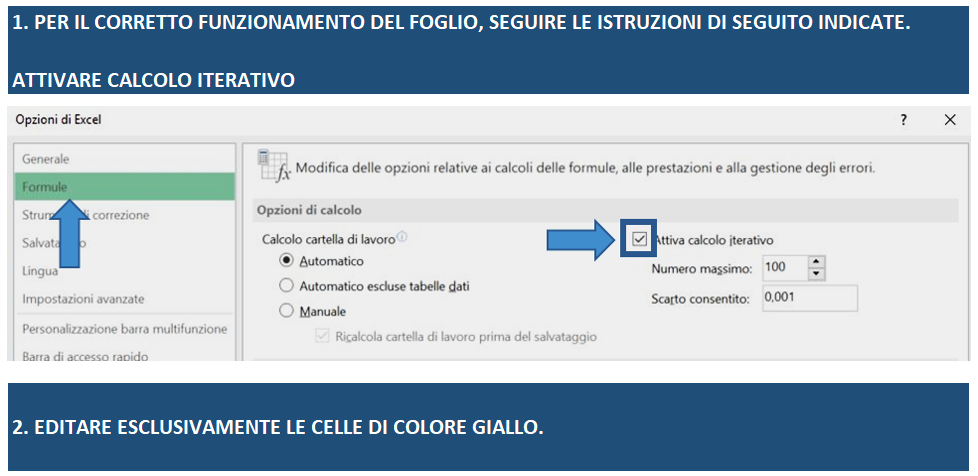 1. PER IL CORRETTO FUNZIONAMENTO DEL FOGLIO, SEGUIRE LE ISTRUZIONI DI SEGUITO INDICATE.
ATTIVARE CALCOLO ITERATIVO
Opzioni di Excel ?
Generale
Formule
di correzione
Lingua
Impostazioni avanzate
Personalizzazione barra multifunzione
Barra di accesso rapido
fx Modifica delle opzioni relative ai calcoli delle formule, alle prestazioni e alla gestione degli errori.
Opzioni di calcolo
Calcolo cartella di lavoro
Automatico
Automatico escluse tabelle dati
Manuale
Ricalcola cartella di lavoro prima del salvataggio
Attiva calcolo iterativo
Numero massimo: 100
Scarto consentito: 0,001
2. EDITARE ESCLUSIVAMENTE LE CELLE DI COLORE GIALLO.